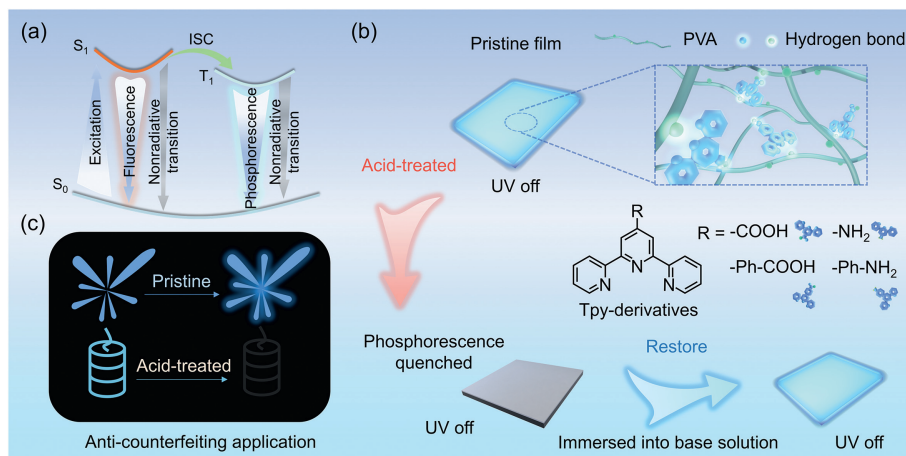 (a)
S1
ISC
T1
Excitation
Fluorescence
Nonradiative
transition
Phosphorescence
Nonradiative
transition
S0
(b)
Pristine film
PVA
Hydrogen bond
UV off
Acid-treated
R
N
N
N
Tpy-derivatives
R = -COOH -NH2
-Ph-COOH -Ph-NH2
Phosphorescence
quenched
UV off
Restore
Immersed into base solution
UV off
(c)
Pristine
Acid-treated
Anti-counterfeiting application